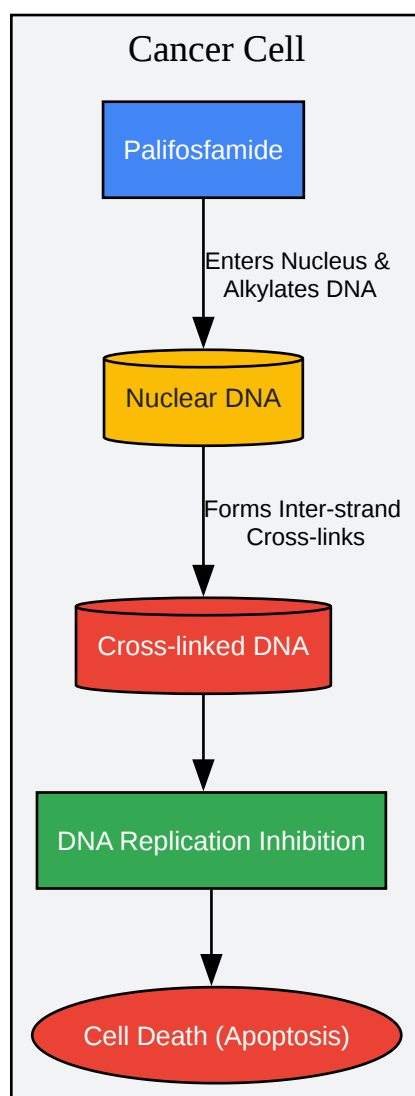 Cancer Cell
Palifosfamide
Enters Nucleus &
Alkylates DNA
Nuclear DNA
Forms Inter-strand
Cross-links
Cross-linked DNA
DNA Replication Inhibition
Cell Death (Apoptosis)